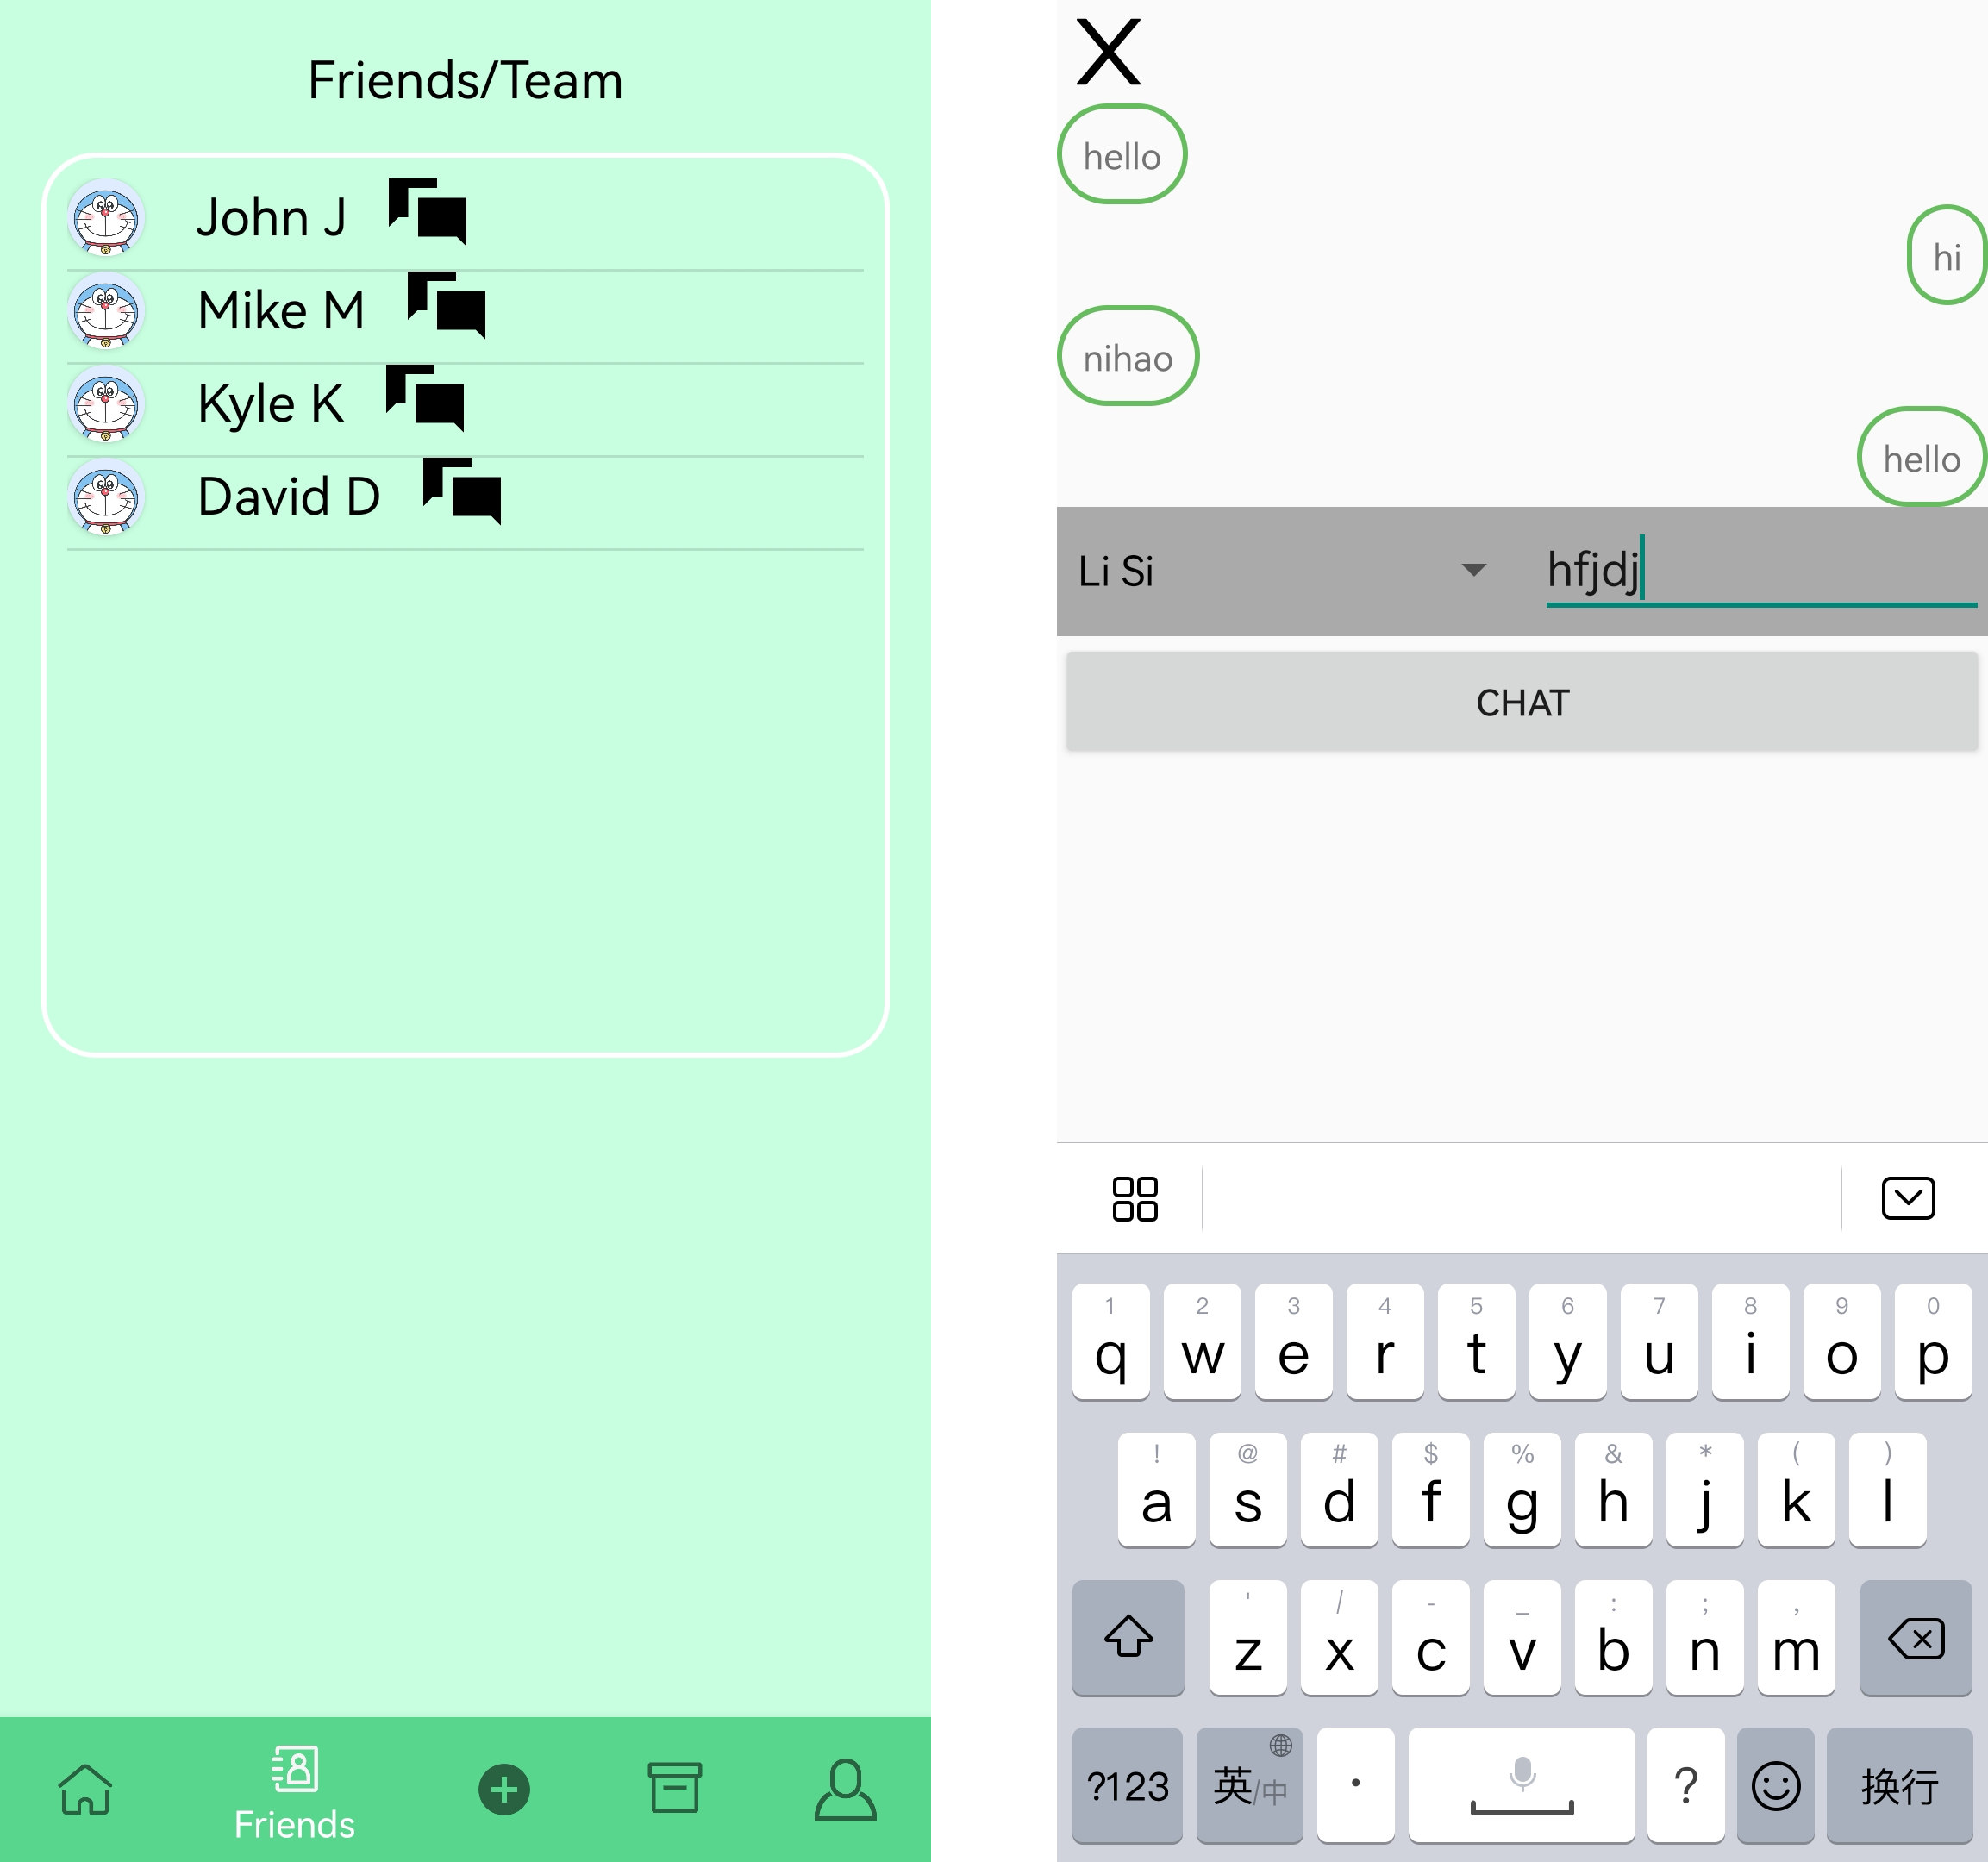 Friends/Team
John J
Mike M
Kyle K
David D
Friends
X
hello
hi
nihao
hello
Li Si
hfjdj
CHAT
1 2 3 4 5 6 7 8 9 0
q w e r t y u i o p
! @ # $ % & * ( )
a s d f g h j k l
' / - _ : ; ,
z x c v b n m
?123 英/中 . ? 换行